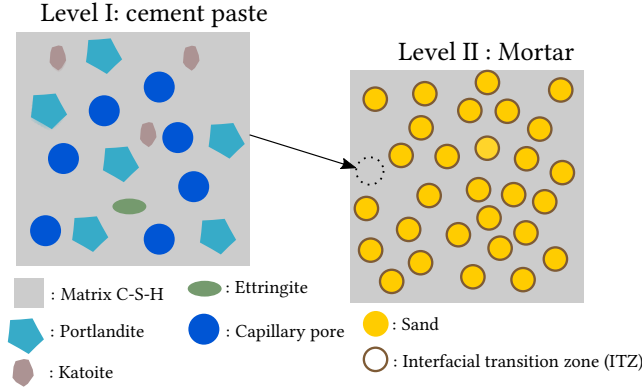 Level I: cement paste
Level II : Mortar
: Matrix C-S-H
: Ettringite
: Portlandite
: Capillary pore
: Sand
: Katoite
: Interfacial transition zone (ITZ)